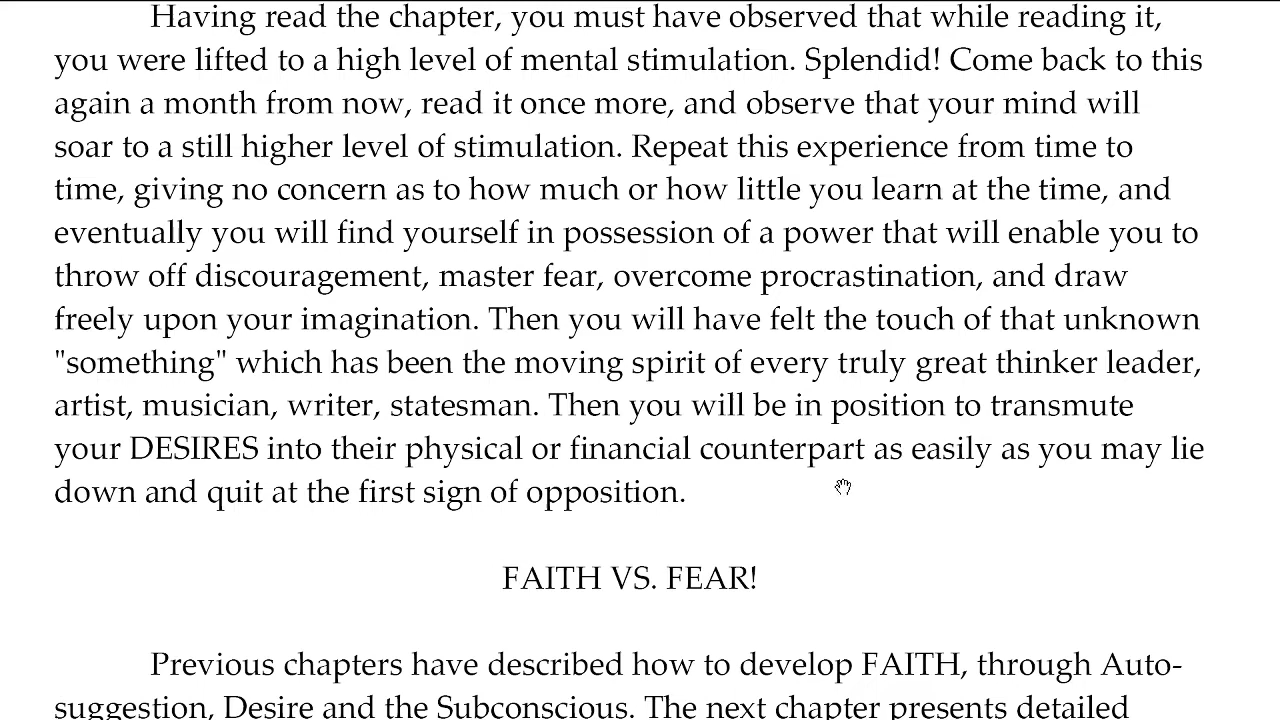 Having read the chapter, you must have observed that while reading it,
you were lifted to a high level of mental stimulation. Splendid! Come back to this
again a month from now, read it once more, and observe that your mind will
soar to a still higher level of stimulation. Repeat this experience from time to
time, giving no concern as to how much or how little you learn at the time, and
eventually you will find yourself in possession of a power that will enable you to
throw off discouragement, master fear, overcome procrastination, and draw
freely upon your imagination. Then you will have felt the touch of that unknown
"something" which has been the moving spirit of every truly great thinker leader,
artist, musician, writer, statesman. Then you will be in position to transmute
your DESIRES into their physical or financial counterpart as easily as you may lie
down and quit at the first sign of opposition.
FAITH VS. FEAR!
Previous chapters have described how to develop FAITH, through Auto-
suggestion, Desire and the Subconscious. The next chapter presents detailed